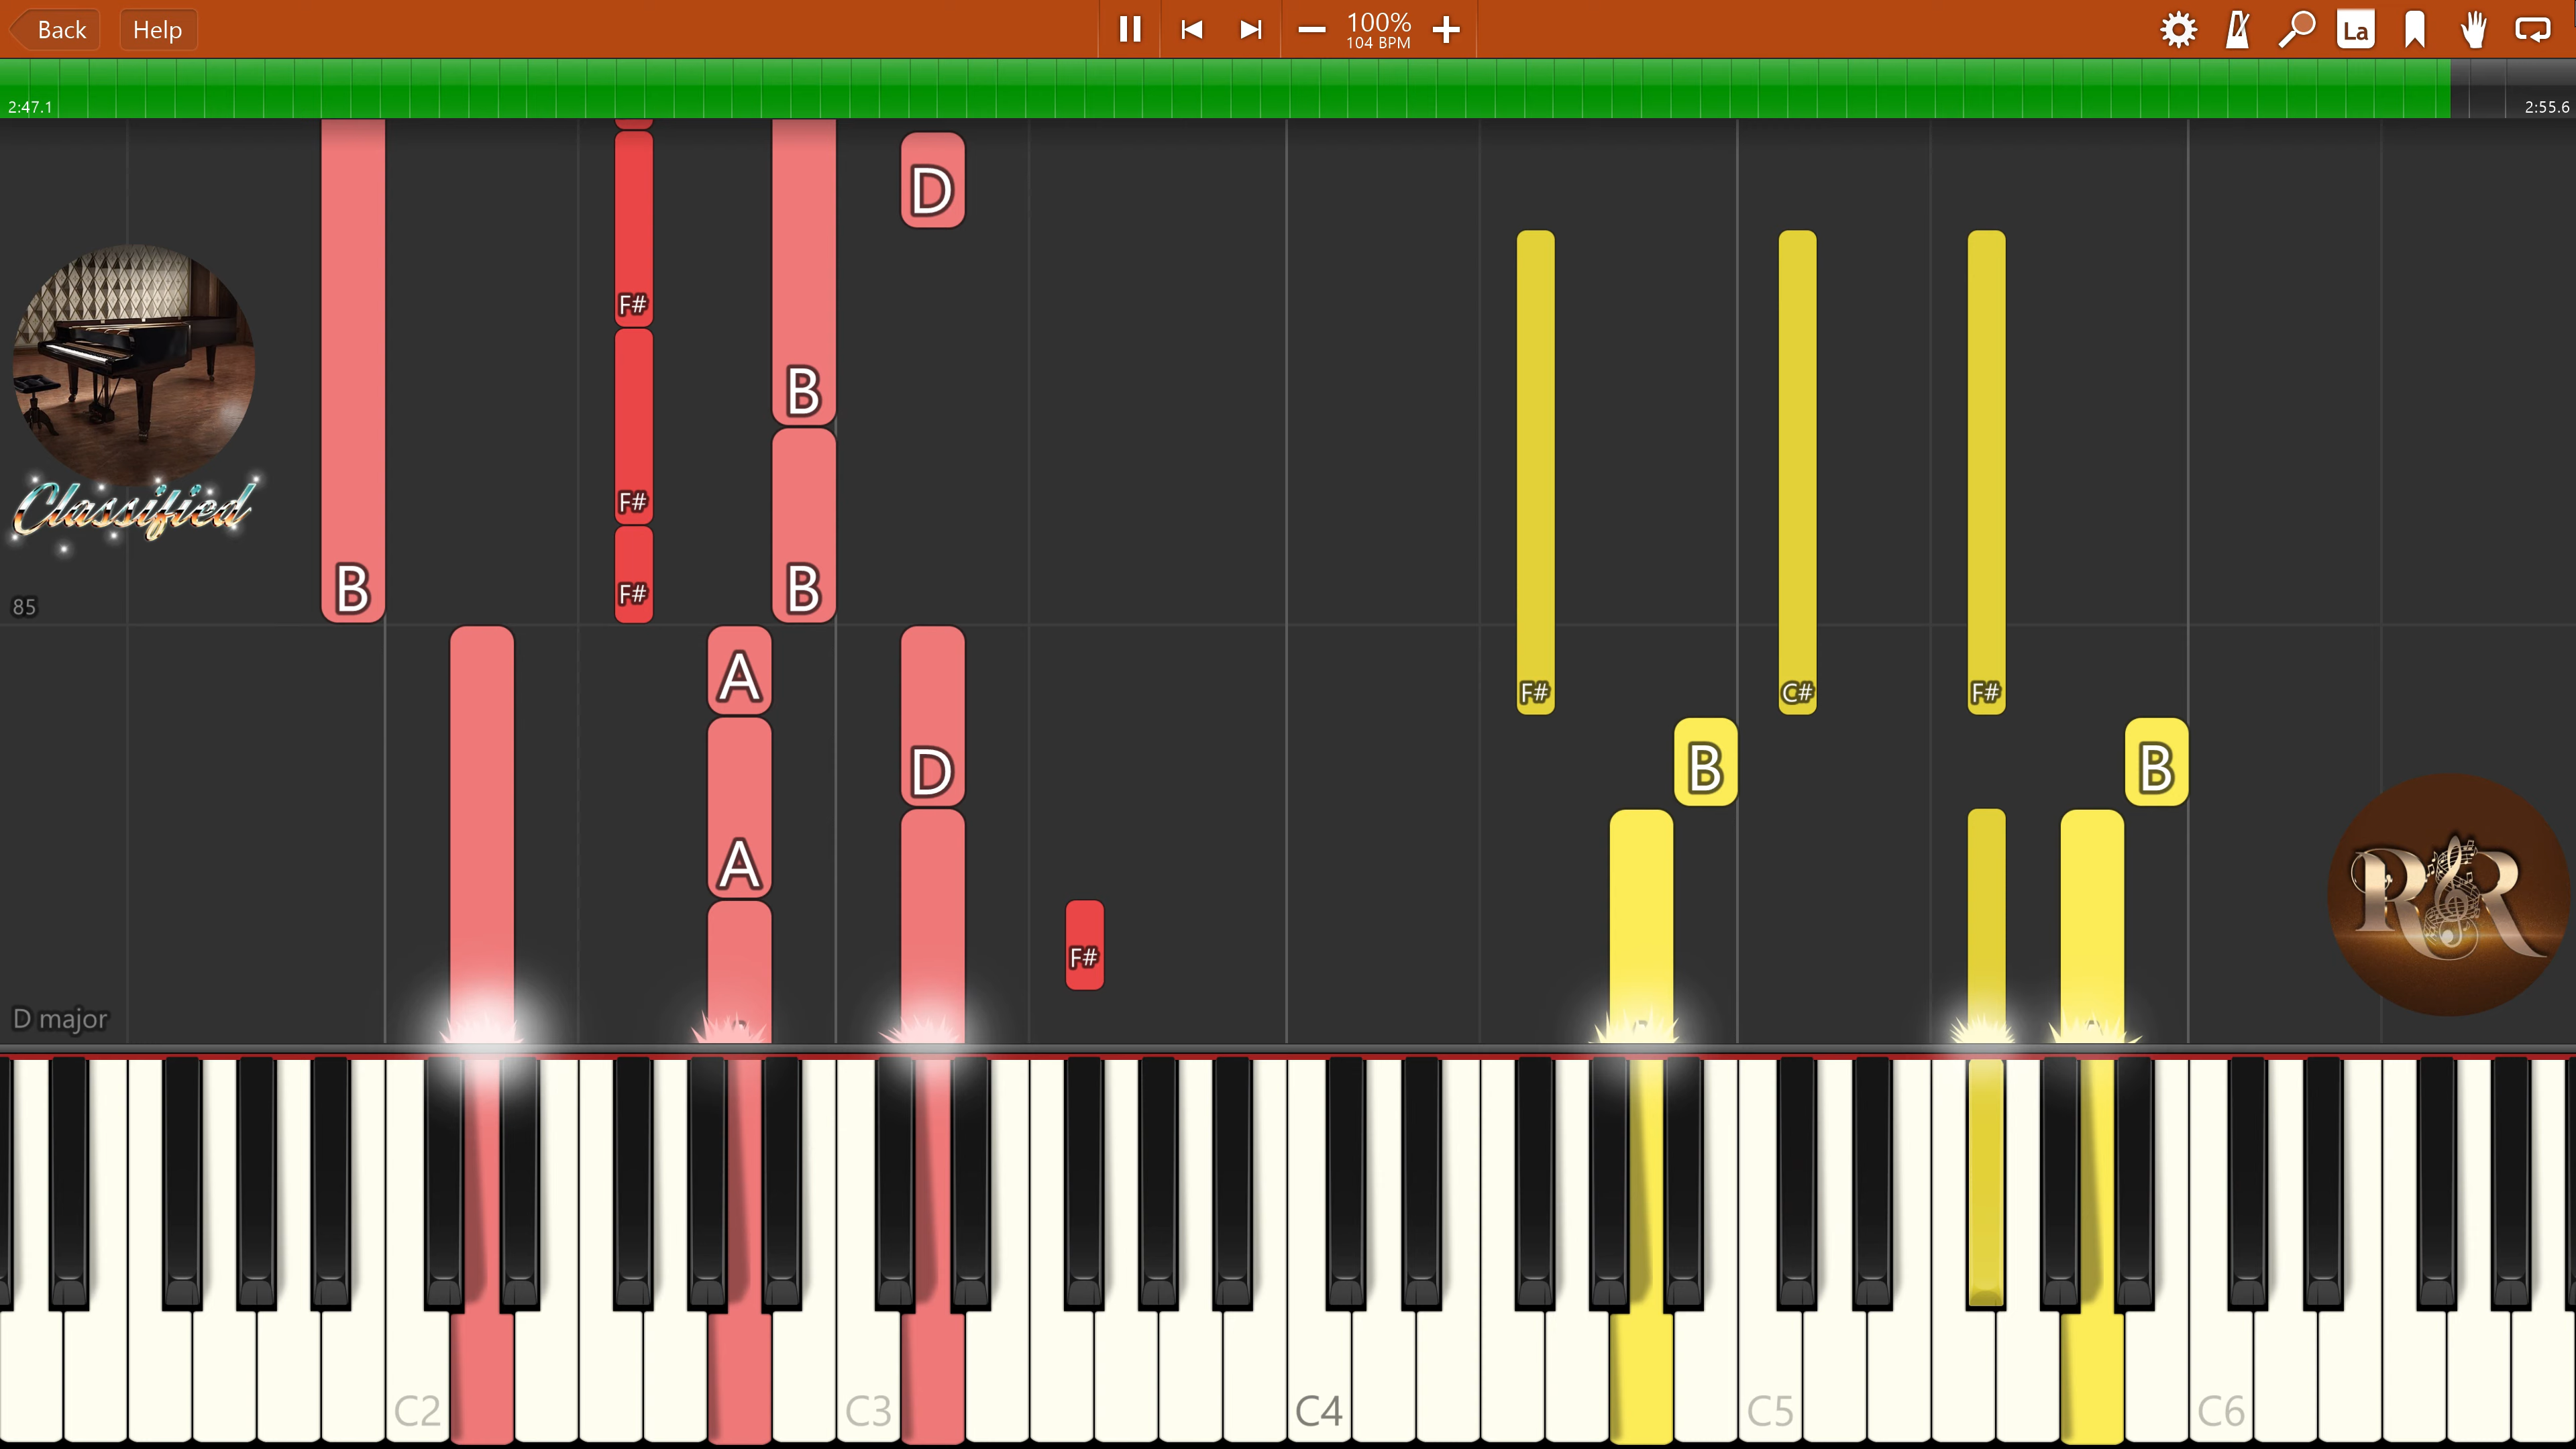 Back Help 100% La
104 BPM
2:47.1 2:55.6
D
F#
B
Classified
F#
B B F#
85
A F# C# F#
D B B
A
F#
R R
D major
C2 C3 C4 C5 C6